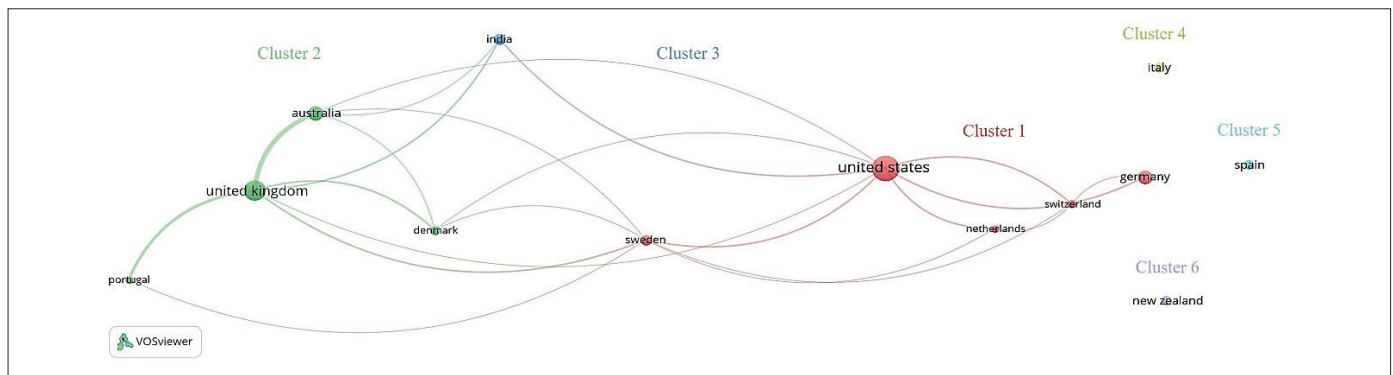 Cluster 4
india
Cluster 2
Cluster 3
italy
australia
Cluster 1
Cluster 5
united states
spain
germany
united kingdom
switzerland
denmark
netherlands
sweden
Cluster 6
portugal
new zealand
VOSviewer